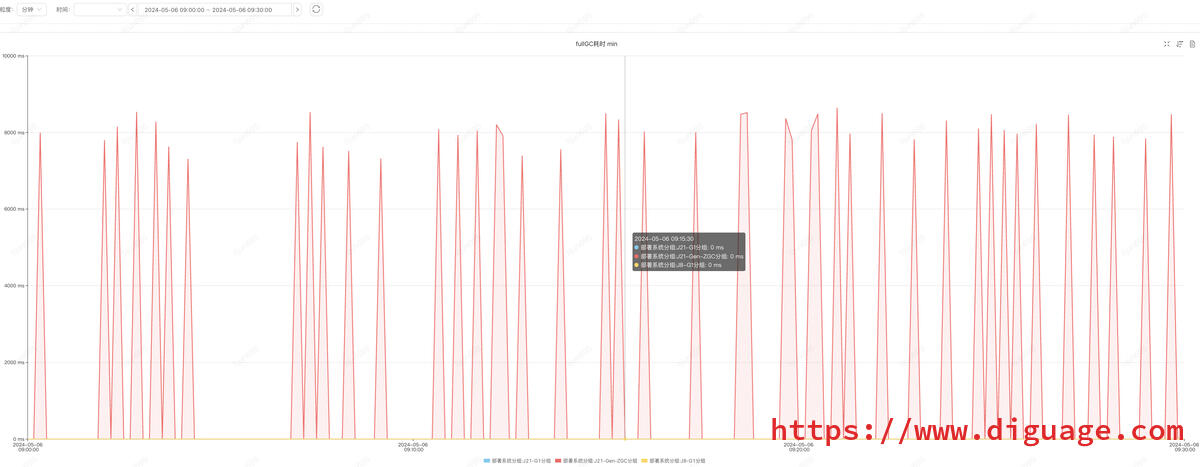 粒度: 分钟 时间: 2024-05-06 09:00:00 ~ 2024-05-06 09:30:00
fullGC耗时 min
10000 ms
8000 ms
6000 ms
4000 ms
2000 ms
0 ms
2024-05-06 09:15:30
部署系统分组:J21-G1分组: 0 ms
部署系统分组:J21-Gen-ZGC分组: 0 ms
部署系统分组:J8-G1分组: 0 ms
https://www.diguage.com
2024-05-06
09:00:00
2024-05-06
09:10:00
2024-05-06
09:20:00
2024-05-06
09:30:00
部署系统分组:J21-G1分组 部署系统分组:J21-Gen-ZGC分组 部署系统分组:J8-G1分组